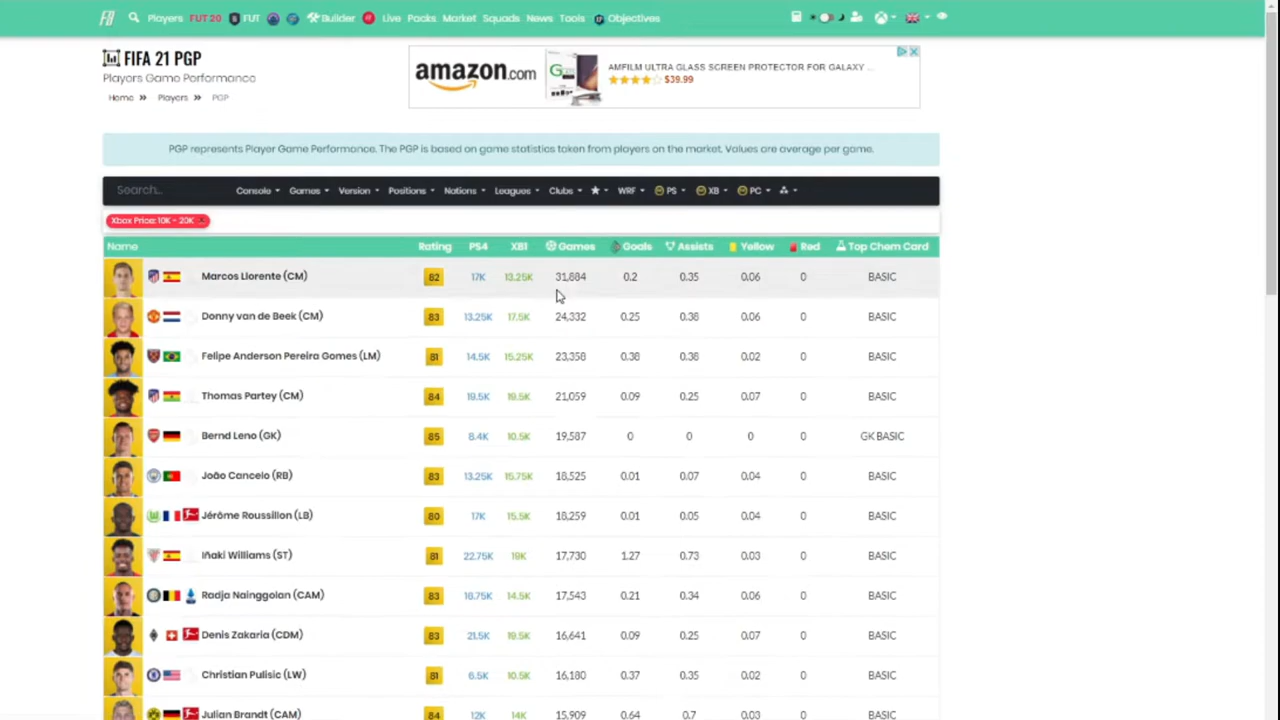 FB Players FUT 20 FUT Builder Live Packs Market Squads News Tools Objectives
FIFA 21 PGP
Players Game Performance
Home » Players » PGP
amazon.com AMFILM ULTRA GLASS SCREEN PROTECTOR FOR GALAXY ...
$39.99
PGP represents Player Game Performance. The PGP is based on game statistics taken from players on the market. Values are average per game.
Search... Console Games Version Positions Nations Leagues Clubs WRF PS XB PC
Xbox Price: 10K - 20K
Name Rating PS4 XB1 Games Goals Assists Yellow Red Top Chem Card
Marcos Llorente (CM) 82 17K 13.25K 31,884 0.2 0.35 0.06 0 BASIC
Donny van de Beek (CM) 83 13.25K 17.5K 24,332 0.25 0.38 0.06 0 BASIC
Felipe Anderson Pereira Gomes (LM) 81 14.5K 15.25K 23,358 0.38 0.38 0.02 0 BASIC
Thomas Partey (CM) 84 19.5K 19.5K 21,059 0.09 0.25 0.07 0 BASIC
Bernd Leno (GK) 85 8.4K 10.5K 19,587 0 0 0 0 GK BASIC
João Cancelo (RB) 83 13.25K 15.75K 18,525 0.01 0.07 0.04 0 BASIC
Jérôme Roussillon (LB) 80 17K 15.5K 18,259 0.01 0.05 0.04 0 BASIC
Iñaki Williams (ST) 81 22.75K 19K 17,730 1.27 0.73 0.03 0 BASIC
Radja Nainggolan (CAM) 83 16.75K 14.5K 17,543 0.21 0.34 0.06 0 BASIC
Denis Zakaria (CDM) 83 21.5K 19.5K 16,641 0.09 0.25 0.07 0 BASIC
Christian Pulisic (LW) 81 6.5K 10.5K 16,180 0.37 0.35 0.02 0 BASIC
Julian Brandt (CAM) 84 12K 14K 15,909 0.64 0.7 0.03 0 BASIC